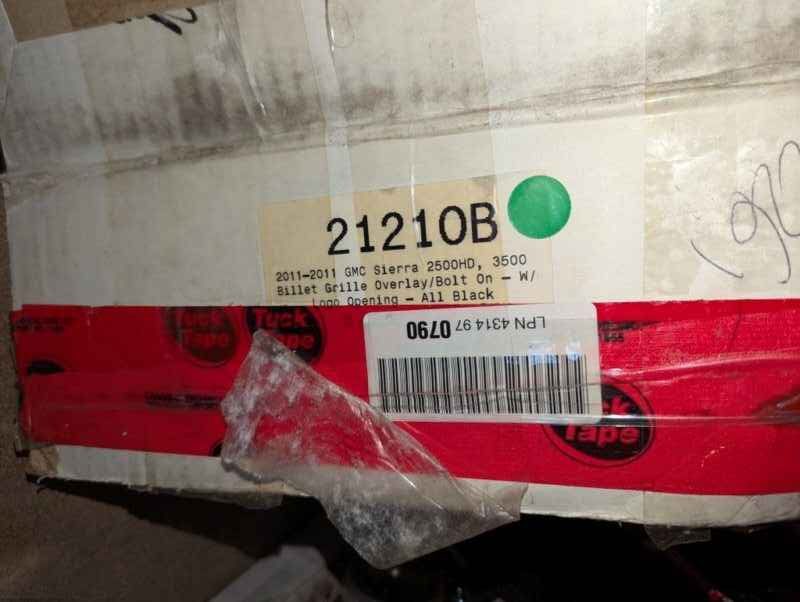 21210B
2011-2011 GMC Sierra 2500HD, 3500
Billet Grille Overlay/Bolt On - W/
Logo Opening - All Black
Tuck Tape
Tuck Tape
LPN 4314 97 0790
Tuck Tape